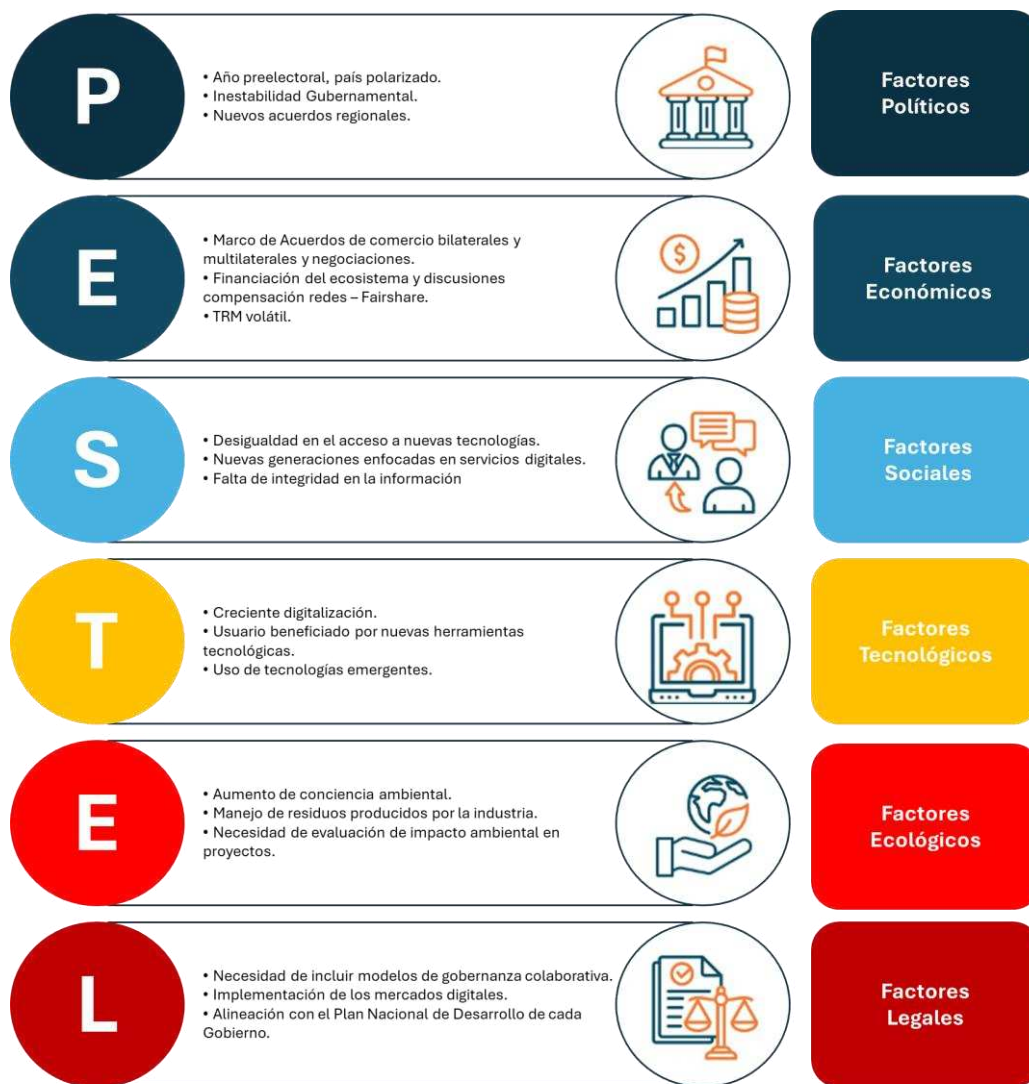 P
• Año preelectoral, país polarizado.
• Inestabilidad Gubernamental.
• Nuevos acuerdos regionales.
Factores
Políticos
E
• Marco de Acuerdos de comercio bilaterales y
multilaterales y negociaciones.
• Financiación del ecosistema y discusiones
compensación redes – Fairshare.
• TRM volátil.
$
Factores
Económicos
S
• Desigualdad en el acceso a nuevas tecnologías.
• Nuevas generaciones enfocadas en servicios digitales.
• Falta de integridad en la información
Factores
Sociales
T
• Creciente digitalización.
• Usuario beneficiado por nuevas herramientas
tecnológicas.
• Uso de tecnologías emergentes.
Factores
Tecnológicos
E
• Aumento de conciencia ambiental.
• Manejo de residuos producidos por la industria.
• Necesidad de evaluación de impacto ambiental en
proyectos.
Factores
Ecológicos
L
• Necesidad de incluir modelos de gobernanza colaborativa.
• Implementación de los mercados digitales.
• Alineación con el Plan Nacional de Desarrollo de cada
Gobierno.
Factores
Legales